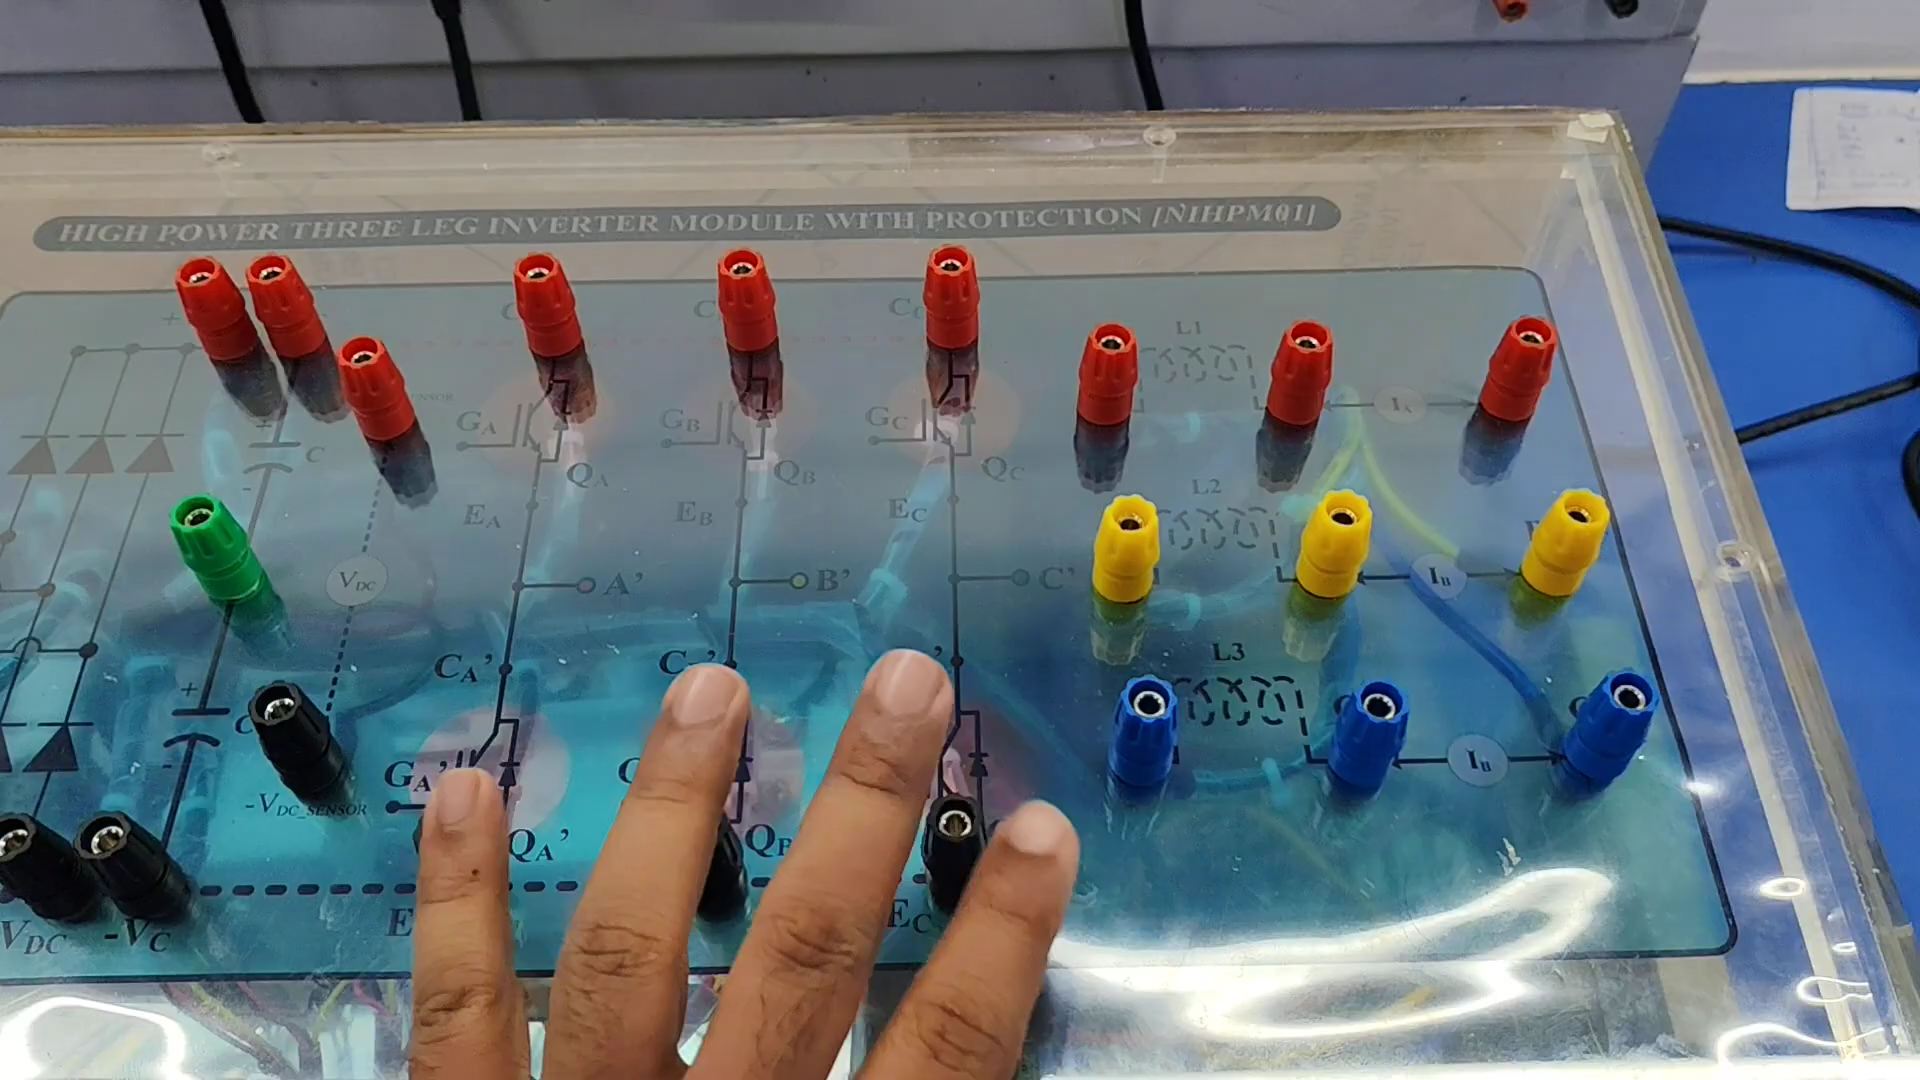 HIGH POWER THREE LEG INVERTER MODULE WITH PROTECTION [NIHPM01]
+
L1
GA
GB
GC
IA
+
C
QA
QB
QC
-
L2
EA
EB
EC
VDC
A'
B'
C'
IB
CA'
L3
+
-
GA'
IB
-VDC_SENSOR
QA'
VDC
-VC
EC